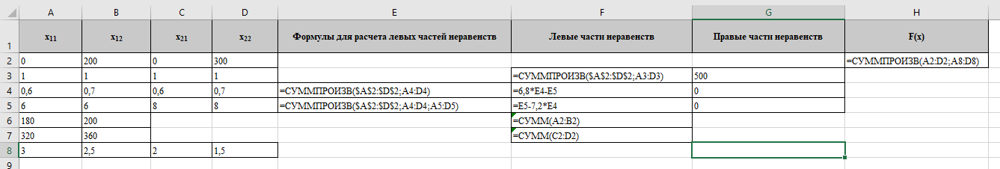 A B C D E F G H
1 x11 x12 x21 x22 Формулы для расчета левых частей неравенств Левые части неравенств Правые части неравенств F(x)
2 0 200 0 300 =СУММПРОИЗВ(A2:D2;A8:D8)
3 1 1 1 1 =СУММПРОИЗВ($A$2:$D$2;A3:D3) 500
4 0,6 0,7 0,6 0,7 =СУММПРОИЗВ($A$2:$D$2;A4:D4) =6,8*E4-E5 0
5 6 6 8 8 =СУММПРОИЗВ($A$2:$D$2;A4:D4;A5:D5) =E5-7,2*E4 0
6 180 200 =СУММ(A2:B2)
7 320 360 =СУММ(C2:D2)
8 3 2,5 2 1,5
9